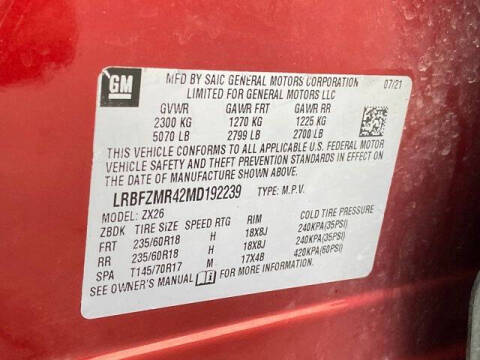 GM
MFD BY SAIC GENERAL MOTORS CORPORATION 07/21
LIMITED FOR GENERAL MOTORS LLC
GVWR GAWR FRT GAWR RR
2300 KG 1270 KG 1225 KG
5070 LB 2799 LB 2700 LB
THIS VEHICLE CONFORMS TO ALL APPLICABLE U.S. FEDERAL MOTOR
VEHICLE SAFETY AND THEFT PREVENTION STANDARDS IN EFFECT ON
THE DATE OF MANUFACTURE SHOWN ABOVE.
LRBFZMR42MD192239 TYPE: M.P.V.
MODEL: ZX26
ZBDK TIRE SIZE SPEED RTG RIM COLD TIRE PRESSURE
FRT 235/60R18 H 18X8J 240KPA(35PSI)
RR 235/60R18 H 18X8J 240KPA(35PSI)
SPA T145/70R17 M 17X4B 420KPA(60PSI)
SEE OWNER'S MANUAL FOR MORE INFORMATION.